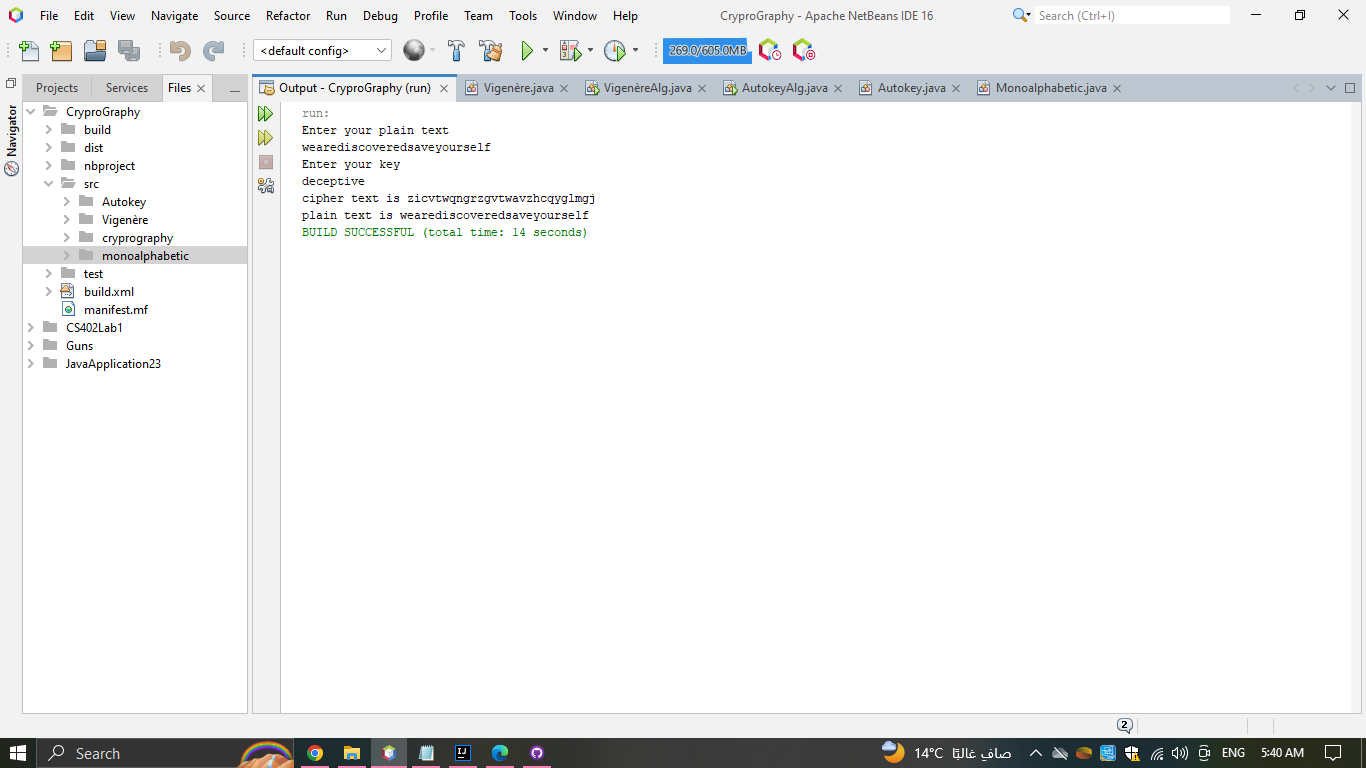 File Edit View Navigate Source Refactor Run Debug Profile Team Tools Window Help CryproGraphy - Apache NetBeans IDE 16 Search (Ctrl+I)
<default config> 269.0/605.0MB
Projects Services Files
Output - CryproGraphy (run) Vigenère.java VigenèreAlg.java AutokeyAlg.java Autokey.java Monoalphabetic.java
Navigator
CryproGraphy
build
dist
nbproject
src
Autokey
Vigenère
cryprography
monoalphabetic
test
build.xml
manifest.mf
CS402Lab1
Guns
JavaApplication23
run:
Enter your plain text
wearediscoveredsaveyourself
Enter your key
deceptive
cipher text is zicvtwqngrzgvtwavzhcqyglmgj
plain text is wearediscoveredsaveyourself
BUILD SUCCESSFUL (total time: 14 seconds)
2
Search 14°C صافٍ غالبًا ENG 5:40 AM